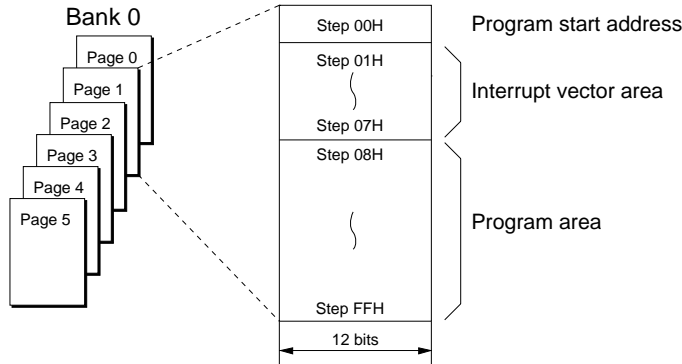 Bank 0
Page 0
Page 1
Page 2
Page 3
Page 4
Page 5
Step 00H
Program start address
Step 01H
Interrupt vector area
Step 07H
Step 08H
Program area
Step FFH
12 bits